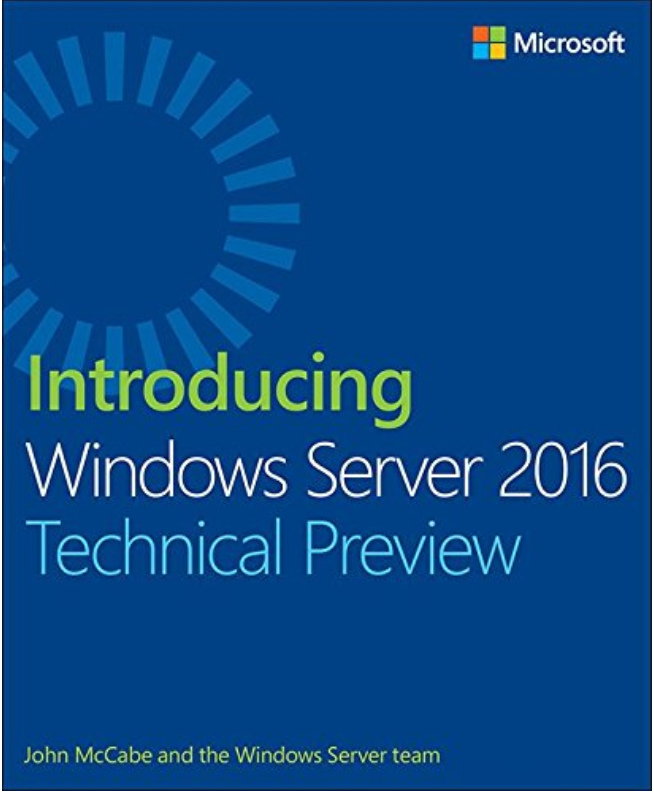 Microsoft
Introducing
Windows Server 2016
Technical Preview
John McCabe and the Windows Server team